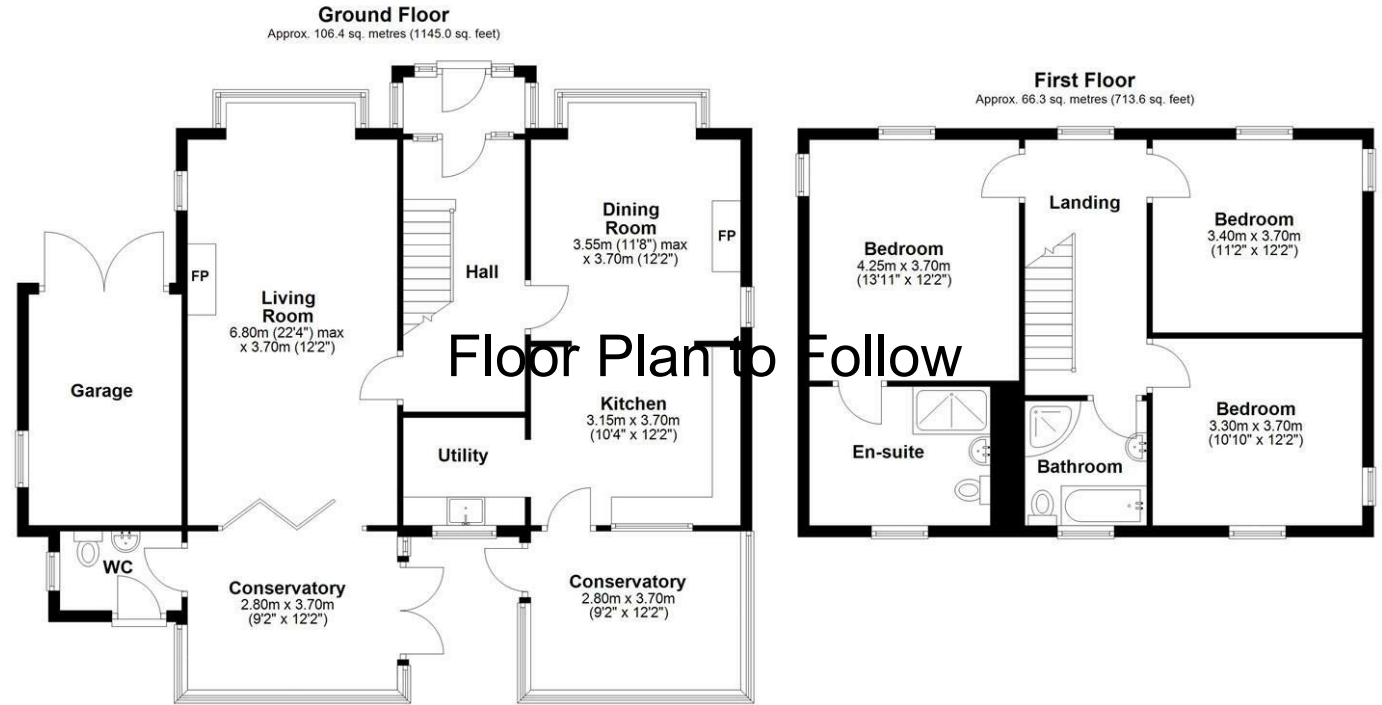 Ground Floor
Approx. 106.4 sq. metres (1145.0 sq. feet)
First Floor
Approx. 66.3 sq. metres (713.6 sq. feet)
Dining
Room
3.55m (11'8") max
x 3.70m (12'2")
FP
Hall
FP
Living
Room
6.80m (22'4") max
x 3.70m (12'2")
Garage
Floor Plan to Follow
Kitchen
3.15m x 3.70m
(10'4" x 12'2")
Utility
WC
Conservatory
2.80m x 3.70m
(9'2" x 12'2")
Conservatory
2.80m x 3.70m
(9'2" x 12'2")
Landing
Bedroom
4.25m x 3.70m
(13'11" x 12'2")
Bedroom
3.40m x 3.70m
(11'2" x 12'2")
Bedroom
3.30m x 3.70m
(10'10" x 12'2")
En-suite
Bathroom